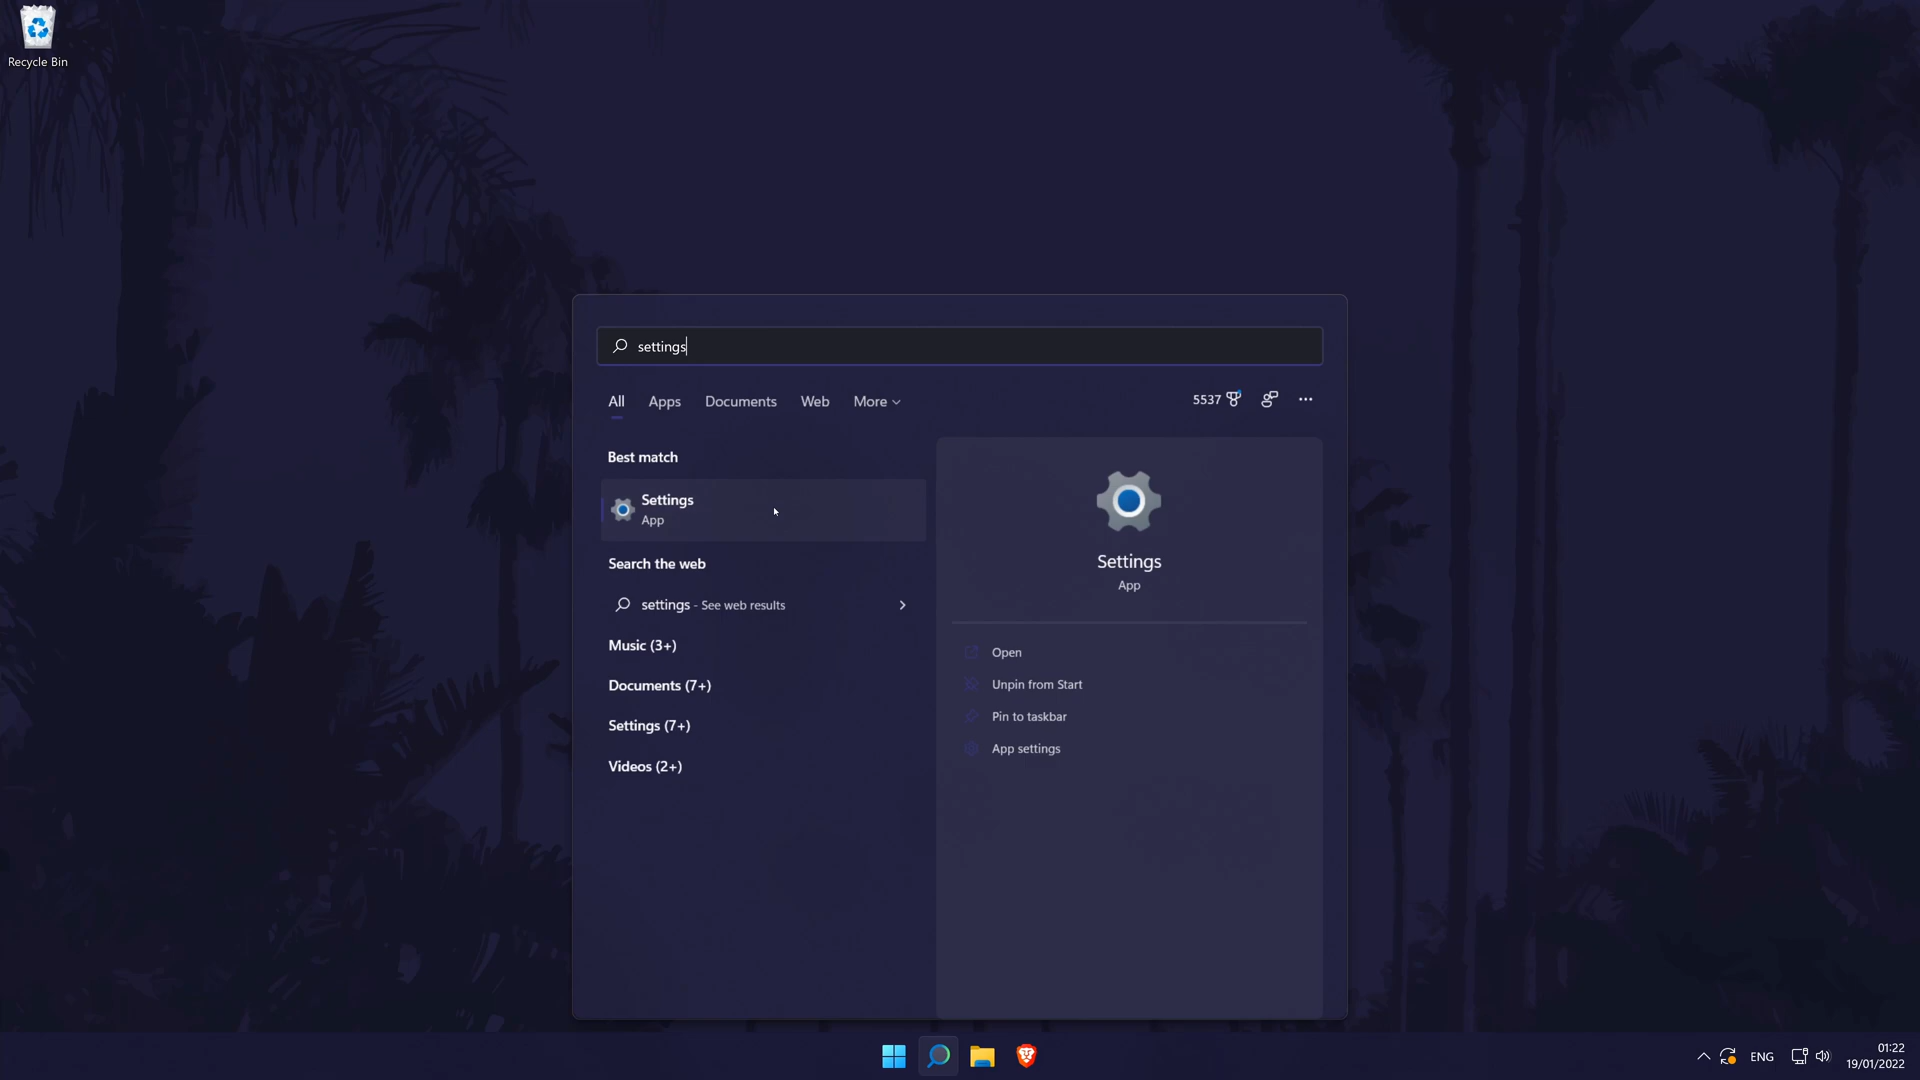 Recycle Bin
settings
All Apps Documents Web More 5537
Best match
Settings
App
Search the web
settings - See web results
Music (3+)
Documents (7+)
Settings (7+)
Videos (2+)
Settings
App
Open
Unpin from Start
Pin to taskbar
App settings
ENG
01:22
19/01/2022